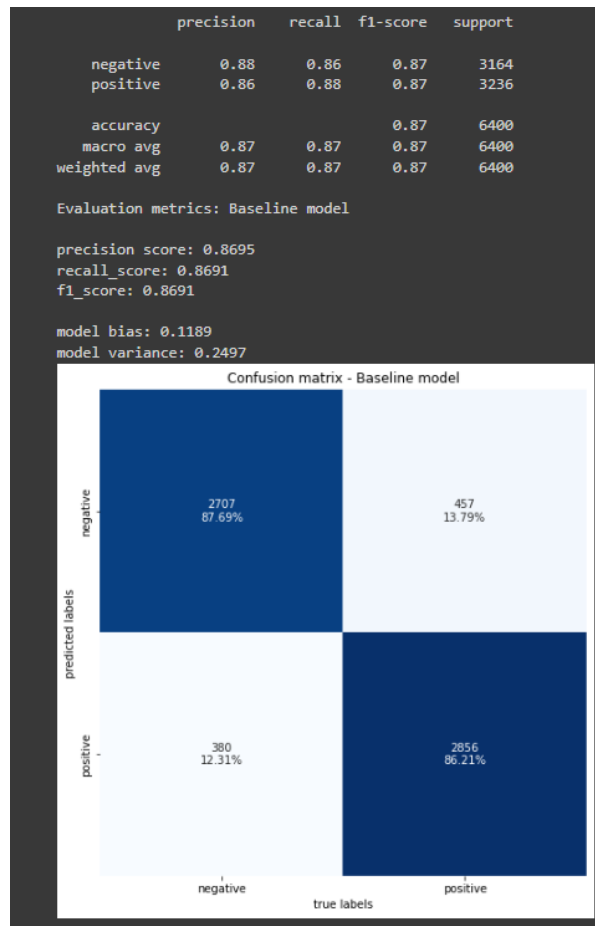 precision recall f1-score support
negative 0.88 0.86 0.87 3164
positive 0.86 0.88 0.87 3236
accuracy 0.87 6400
macro avg 0.87 0.87 0.87 6400
weighted avg 0.87 0.87 0.87 6400
Evaluation metrics: Baseline model
precision score: 0.8695
recall_score: 0.8691
f1_score: 0.8691
model bias: 0.1189
model variance: 0.2497
Confusion matrix - Baseline model
predicted labels
negative
2707 457
87.69% 13.79%
positive
380 2856
12.31% 86.21%
negative positive
true labels